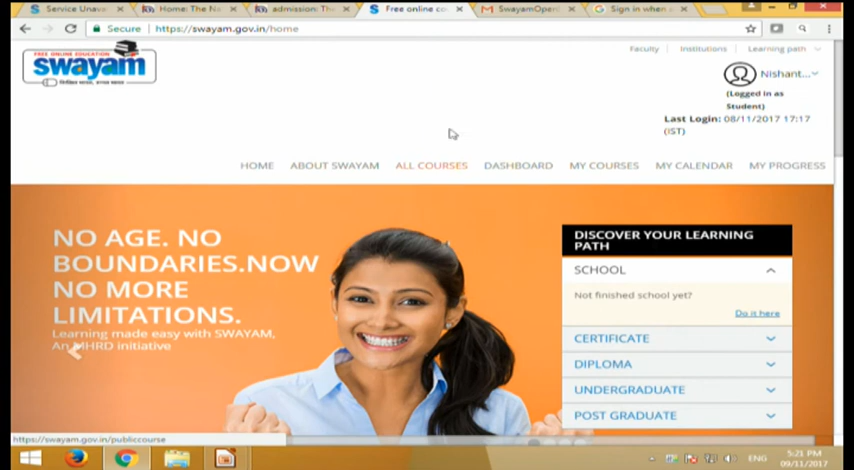 Service Unava
Home: The Na
admission: The
Free online co
SwayamOper
Sign in when a
Secure
https://swayam.gov.in/home
Faculty
Institutions
Learning path
FREE ONLINE EDUCATION
swayam
Nishant...
(Logged in as
Student)
Last Login: 08/11/2017 17:17
(IST)
HOME
ABOUT SWAYAM
ALL COURSES
DASHBOARD
MY COURSES
MY CALENDAR
MY PROGRESS
NO AGE. NO
BOUNDARIES.NOW
NO MORE
LIMITATIONS.
Learning made easy with SWAYAM,
An MHRD initiative
DISCOVER YOUR LEARNING
PATH
SCHOOL
Not finished school yet?
Do it here
CERTIFICATE
DIPLOMA
UNDERGRADUATE
POST GRADUATE
https://swayam.gov.in/publiccourse
ENG
5:21 PM
09/11/2017